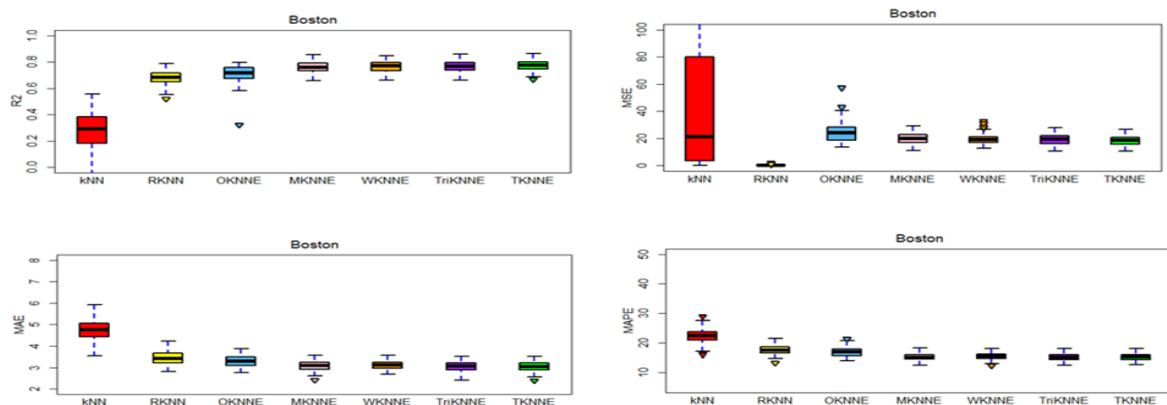 Boston
R2
1.0
0.8
0.6
0.4
0.2
0.0
kNN RKNN OKNNE MKNNE WKNNE TriKNNE TKNNE
Boston
MSE
100
80
60
40
20
0
kNN RKNN OKNNE MKNNE WKNNE TriKNNE TKNNE
Boston
MAE
8
7
6
5
4
3
2
kNN RKNN OKNNE MKNNE WKNNE TriKNNE TKNNE
Boston
MAPE
50
40
30
20
10
kNN RKNN OKNNE MKNNE WKNNE TriKNNE TKNNE